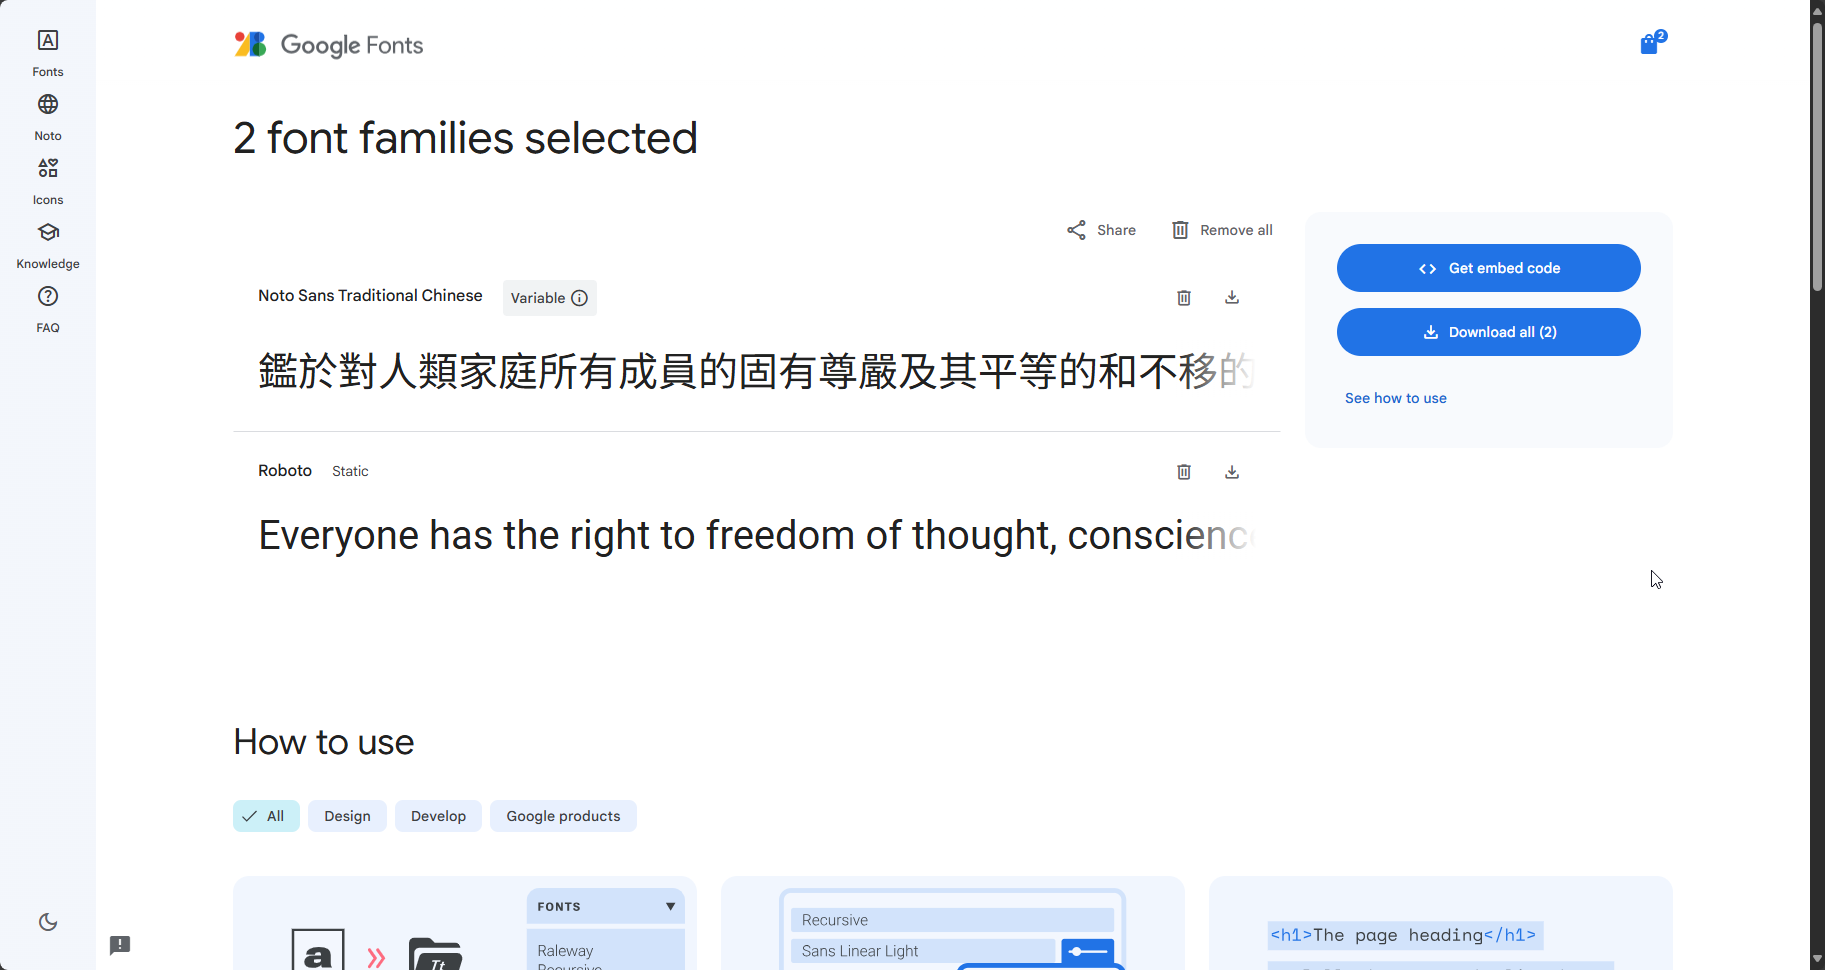 Fonts
Noto
Icons
Knowledge
FAQ
Google Fonts
2
2 font families selected
Share
Remove all
Get embed code
Download all (2)
See how to use
Noto Sans Traditional Chinese
Variable
鑑於對人類家庭所有成員的固有尊嚴及其平等的和不移的
Roboto
Static
Everyone has the right to freedom of thought, conscienc
How to use
All
Design
Develop
Google products
a
Tt
FONTS
Raleway
Recursive
Recursive
Sans Linear Light
<h1>The page heading</h1>